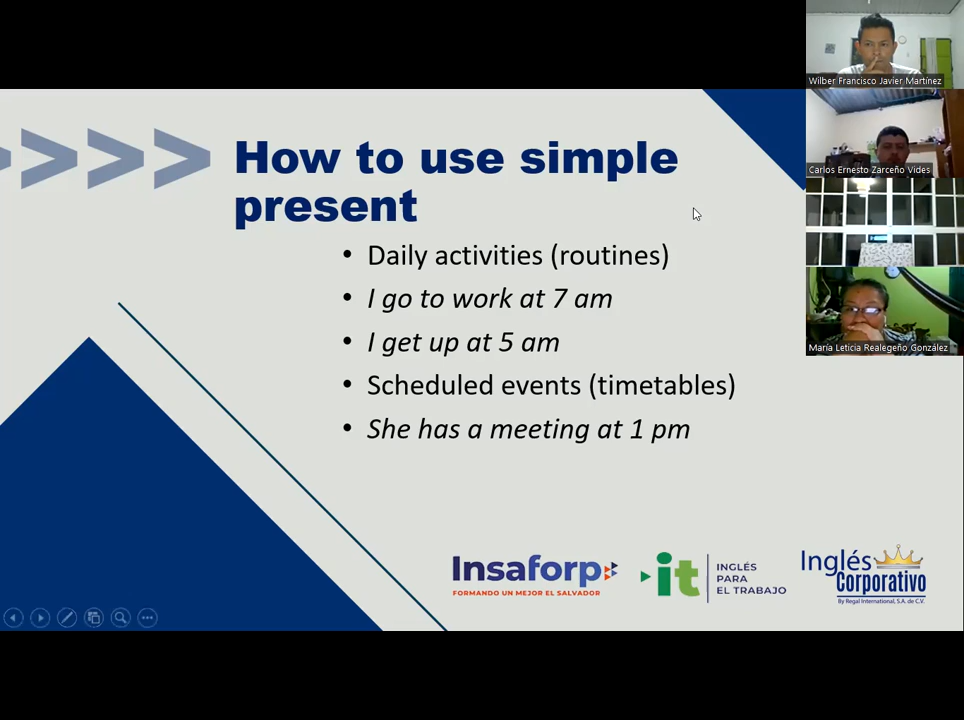 How to use simple
present
• Daily activities (routines)
• I go to work at 7 am
• I get up at 5 am
• Scheduled events (timetables)
• She has a meeting at 1 pm
Insaforp
FORMANDO UN MEJOR EL SALVADOR
it
INGLÉS
PARA
EL TRABAJO
Inglés
Corporativo
By Regal International, S.A. de C.V.
Wilber Francisco Javier Martínez
Carlos Ernesto Zarceño Vides
María Leticia Realegeño González